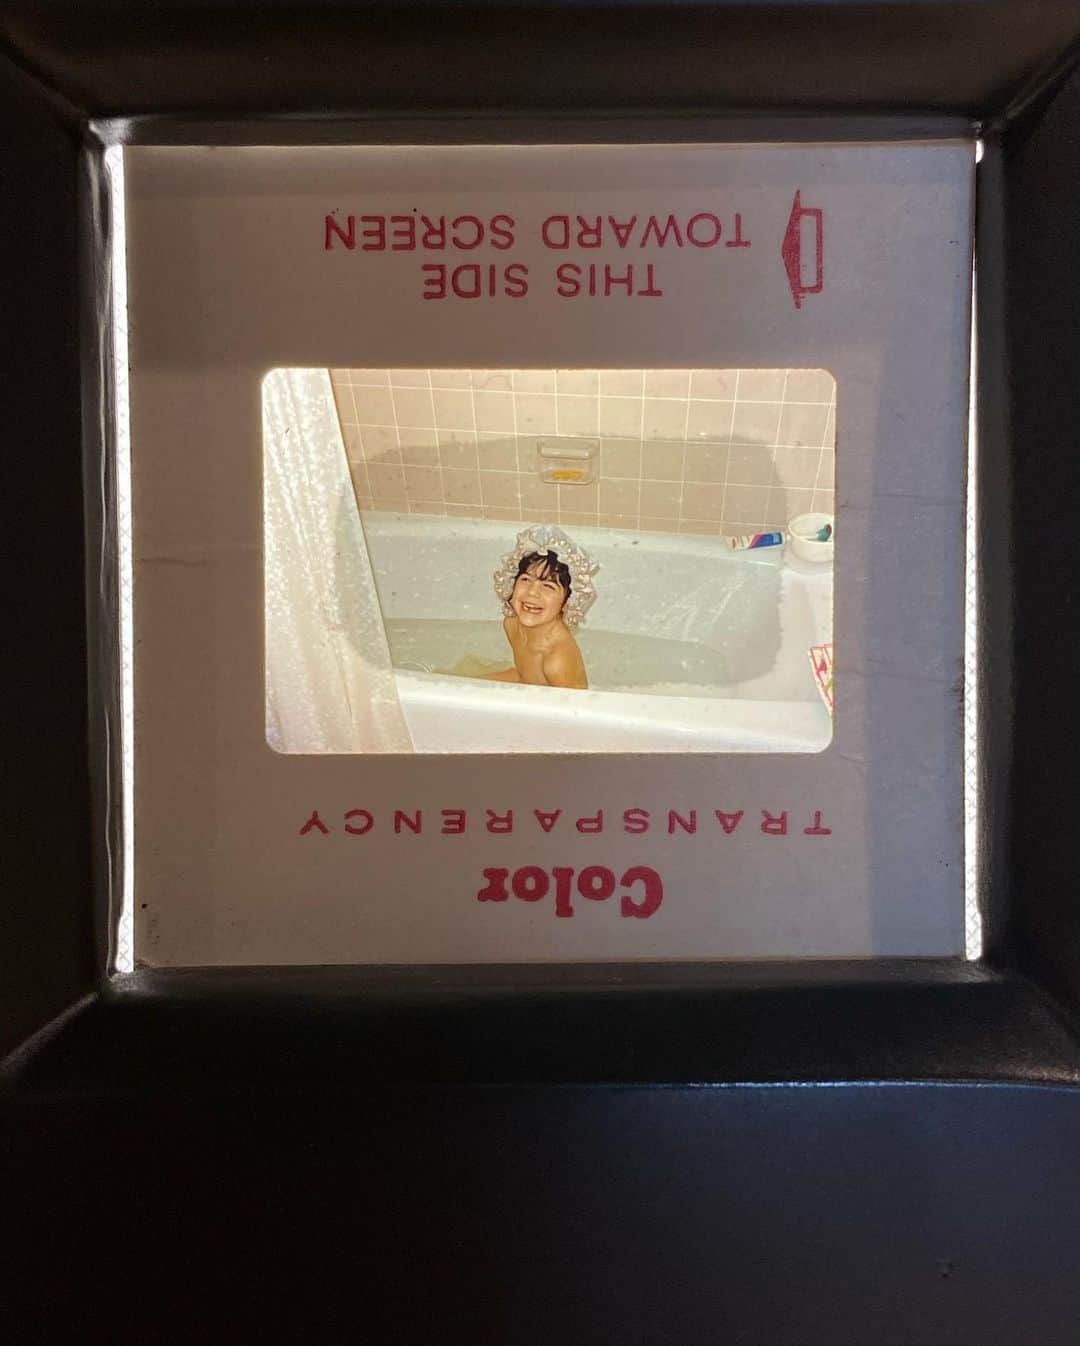 THIS SIDE
TOWARD SCREEN
Color
TRANSPARENCY